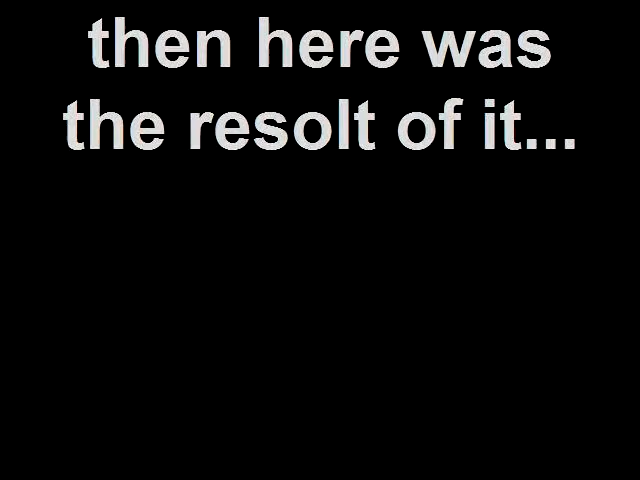 then here was
the resolt of it...